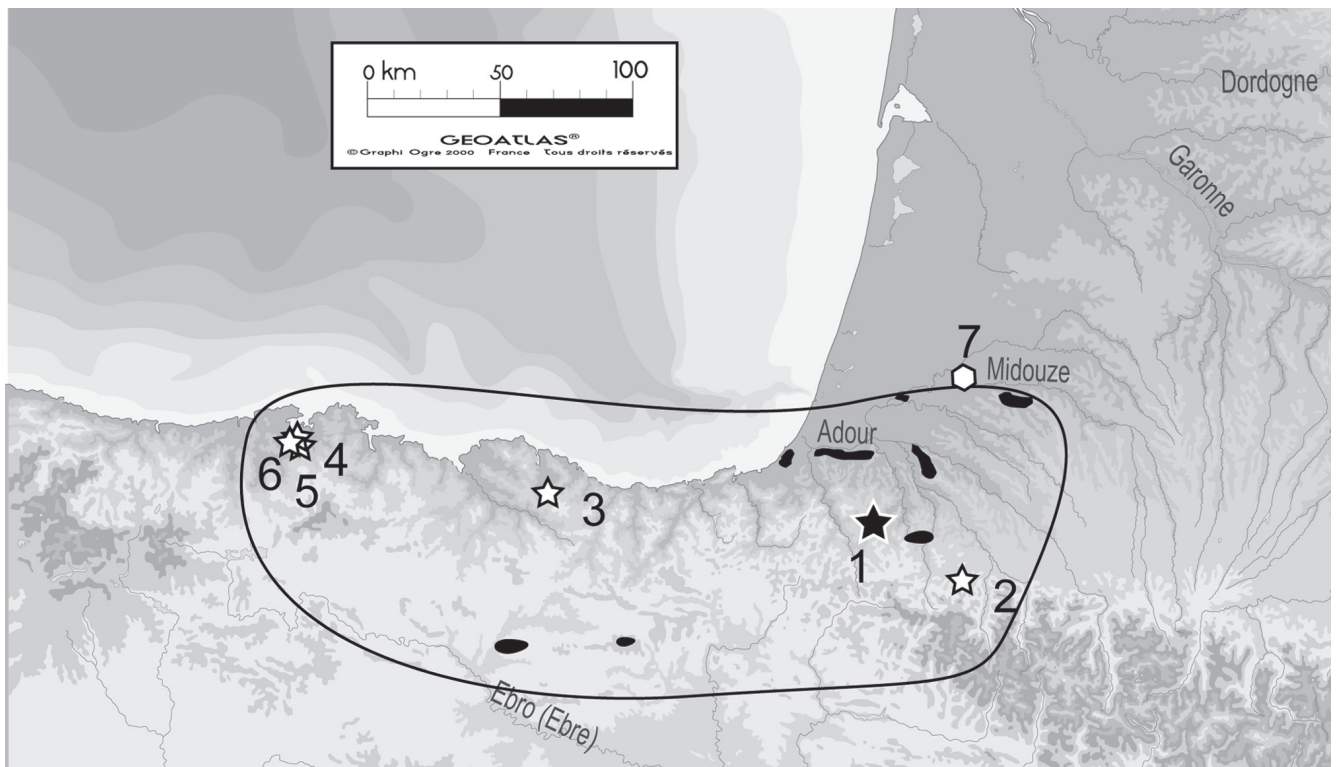 0 km 50 100
GEOATLAS®
©Graphi Ogre 2000 France Tous droits réservés
Dordogne
Garonne
7
Midouze
Adour
6
5
4
3
1
2
Ebro (Ebre)